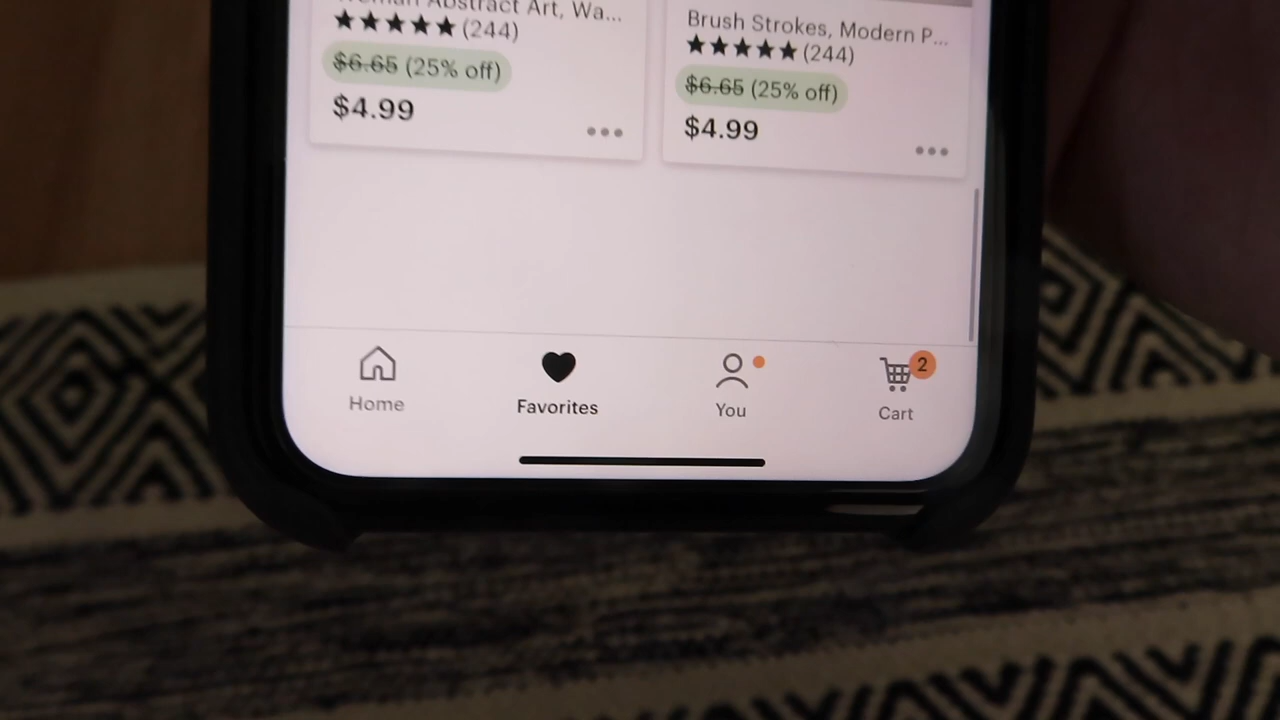 Woman Abstract Art, Wa...
★★★★★ (244)
$6.65 (25% off)
$4.99
Brush Strokes, Modern P...
★★★★★ (244)
$6.65 (25% off)
$4.99
Home
Favorites
You
2
Cart